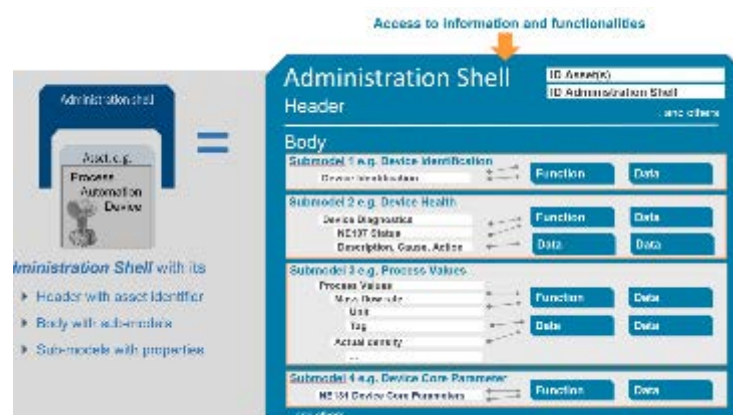 Access to information and functionalities
Administration shell
Asset, e.g.
Process
Automation
Device
=
ministration Shell with its
Header with asset identifier
Body with sub-models
Sub-models with properties
Administration Shell
ID Asset(s)
ID Administration Shell
Header
... and others
Body
Submodel 1 e.g. Device Identification
Device Identification
Function Data
Submodel 2 e.g. Device Health
Device Diagnostics
NE107 Status
Description, Cause, Action
Function Data
Data Data
Submodel 3 e.g. Process Values
Process Values
Mass flow rate
Unit
Tag
Actual density
...
Function Data
Data Data
Submodel 4 e.g. Device Core Parameter
NE131 Device Core Parameters
Function Data